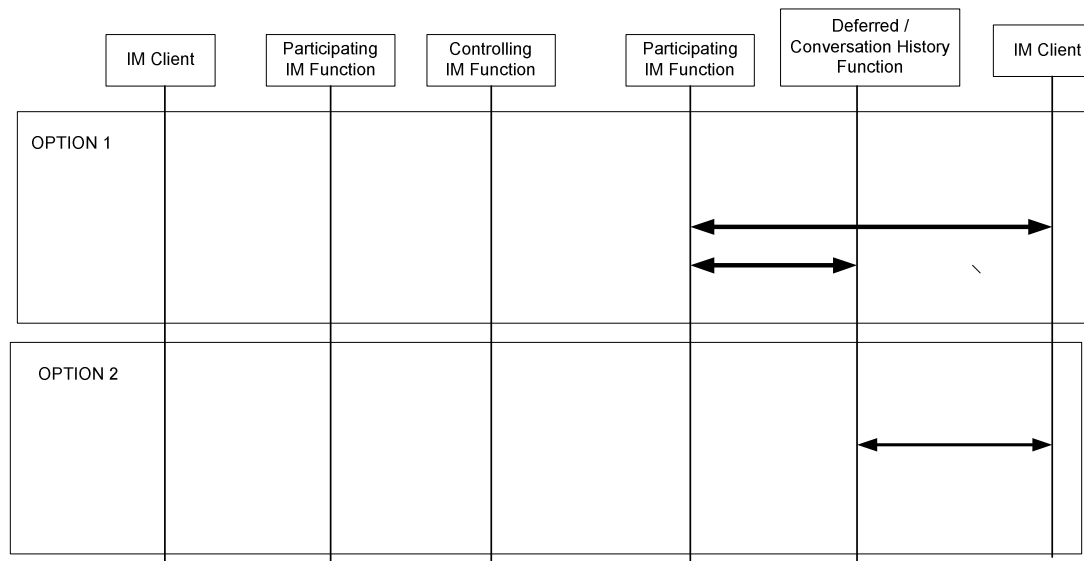 IM Client
Participating
IM Function
Controlling
IM Function
Participating
IM Function
Deferred /
Conversation History
Function
IM Client
OPTION 1
OPTION 2